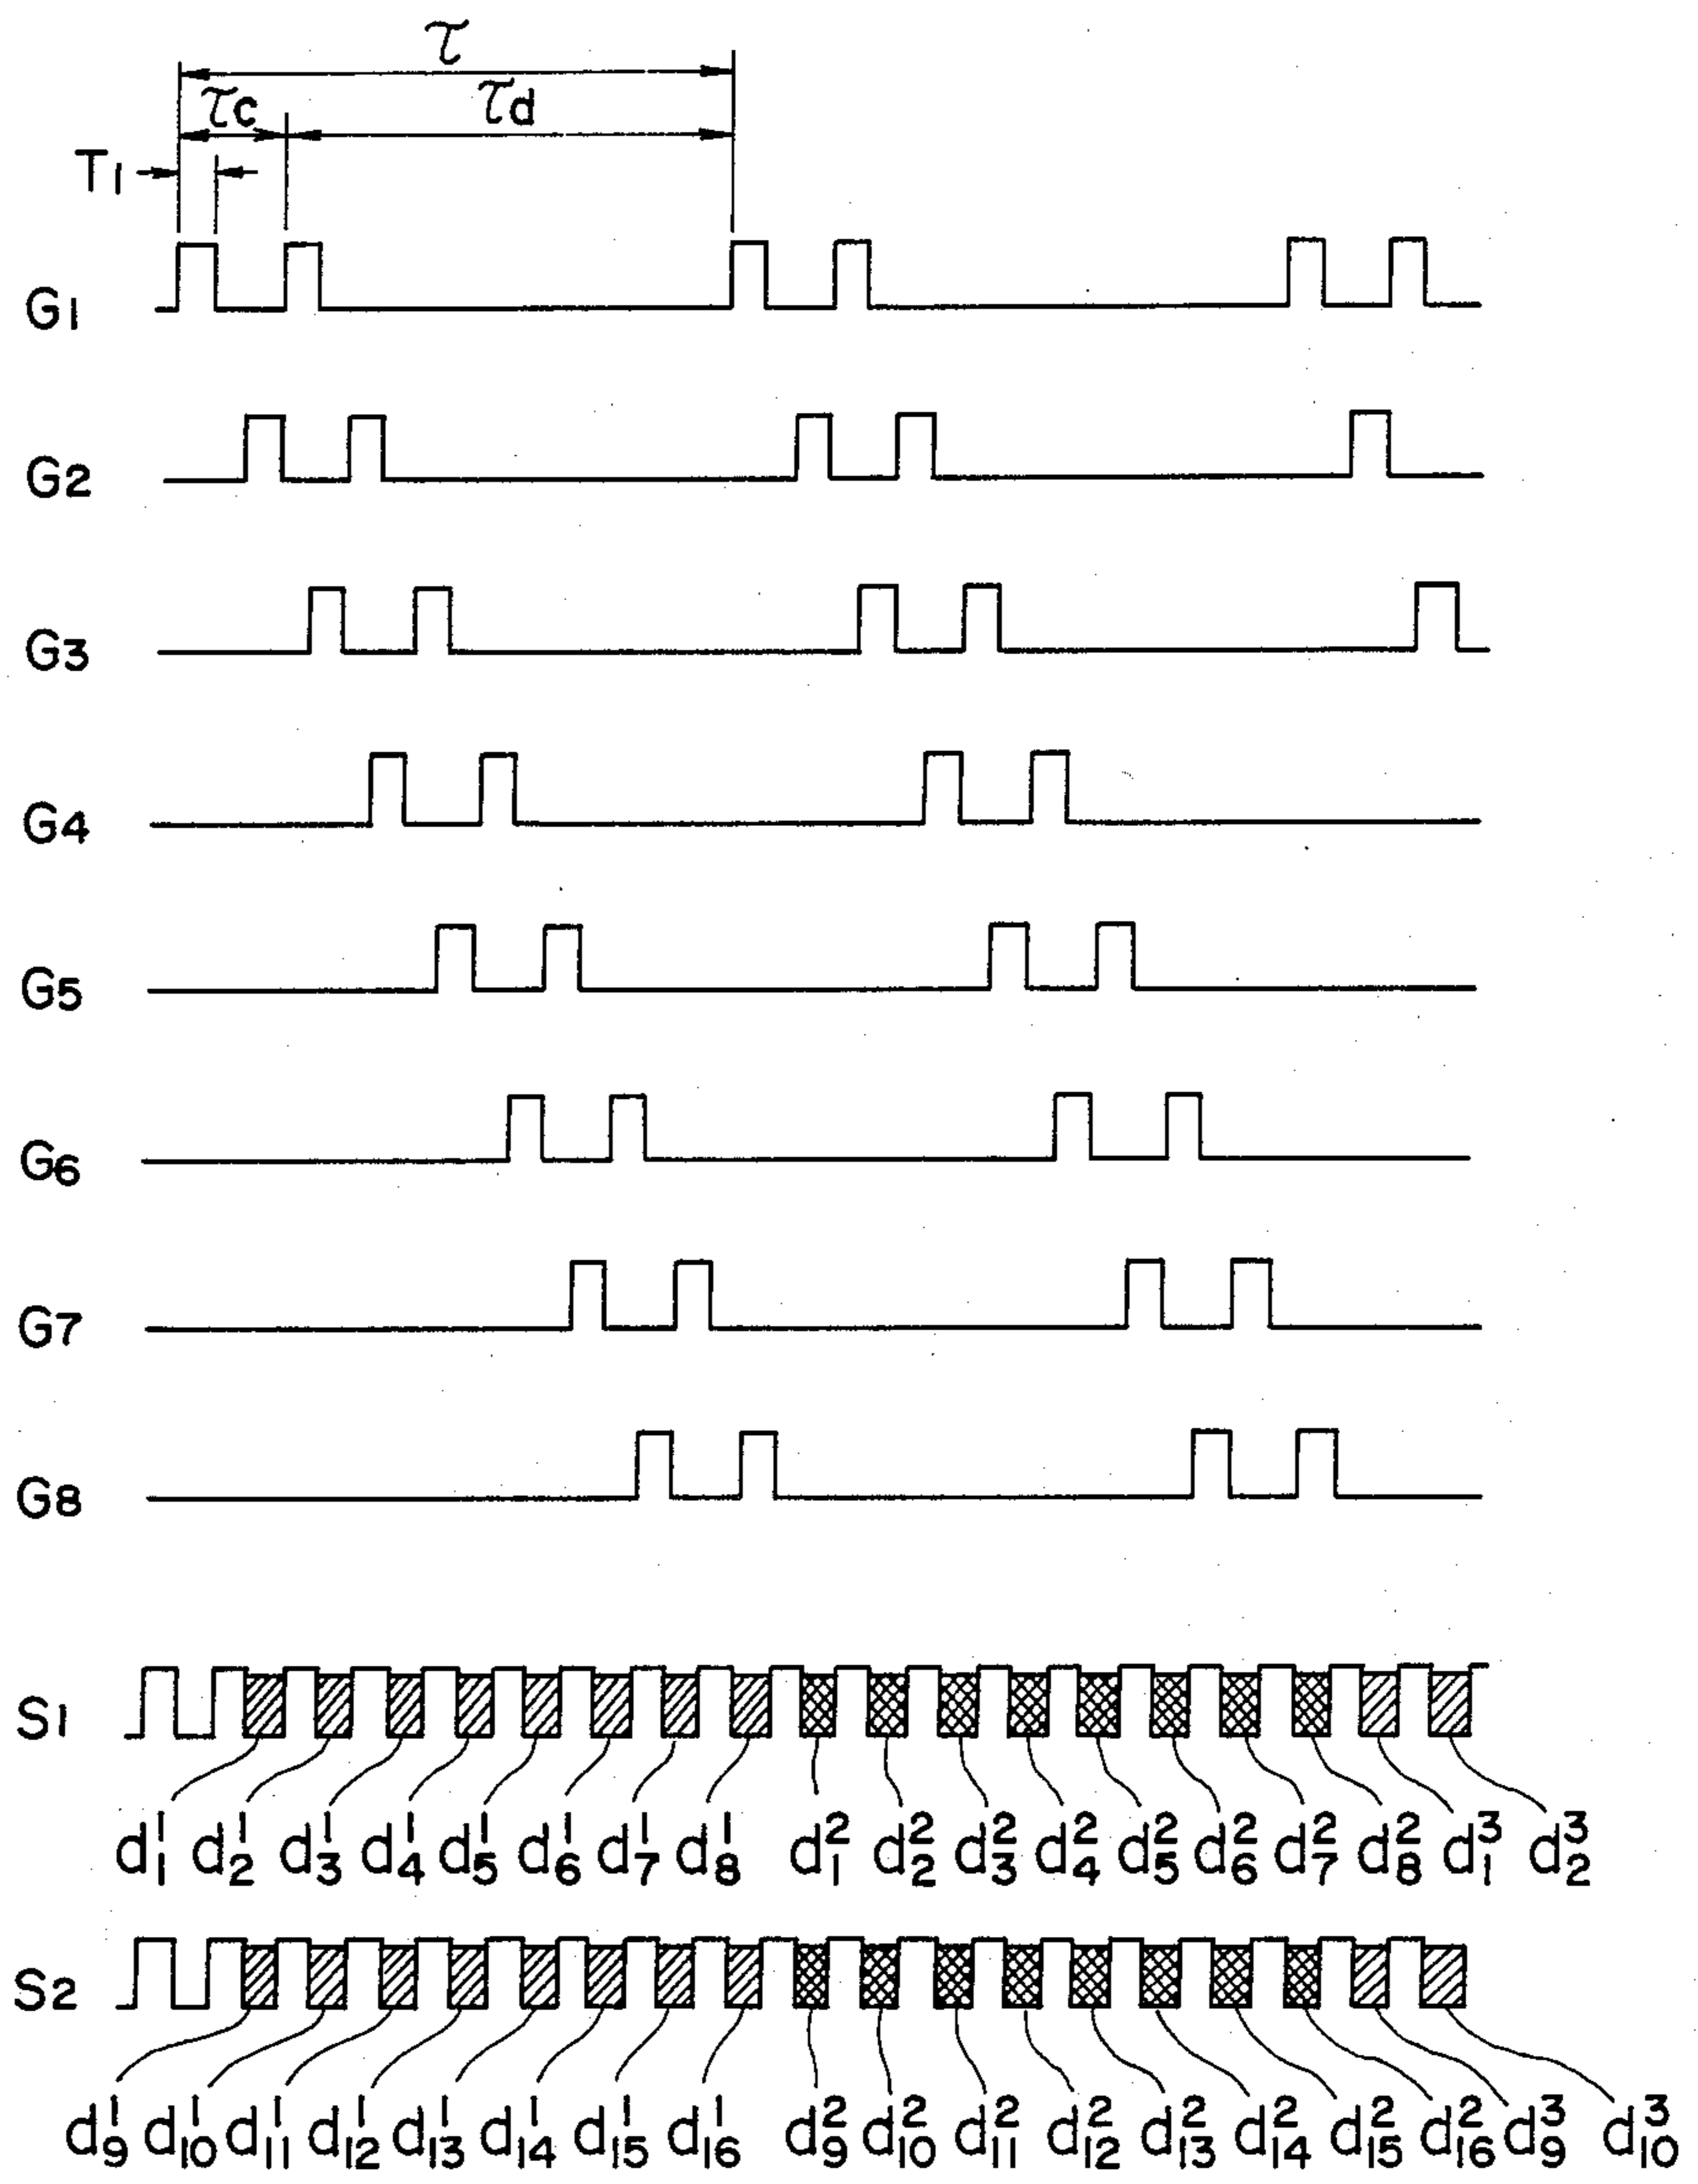 τ
τc τd
T1
G1
G2
G3
G4
G5
G6
G7
G8
S1
d¹₁ d¹₂ d¹₃ d¹₄ d¹₅ d¹₆ d¹₇ d¹₈ d²₁ d²₂ d²₃ d²₄ d²₅ d²₆ d²₇ d²₈ d³₁ d³₂
S2
d¹₉ d¹₁₀ d¹₁₁ d¹₁₂ d¹₁₃ d¹₁₄ d¹₁₅ d¹₁₆ d²₉ d²₁₀ d²₁₁ d²₁₂ d²₁₃ d²₁₄ d²₁₅ d²₁₆ d³₉ d³₁₀